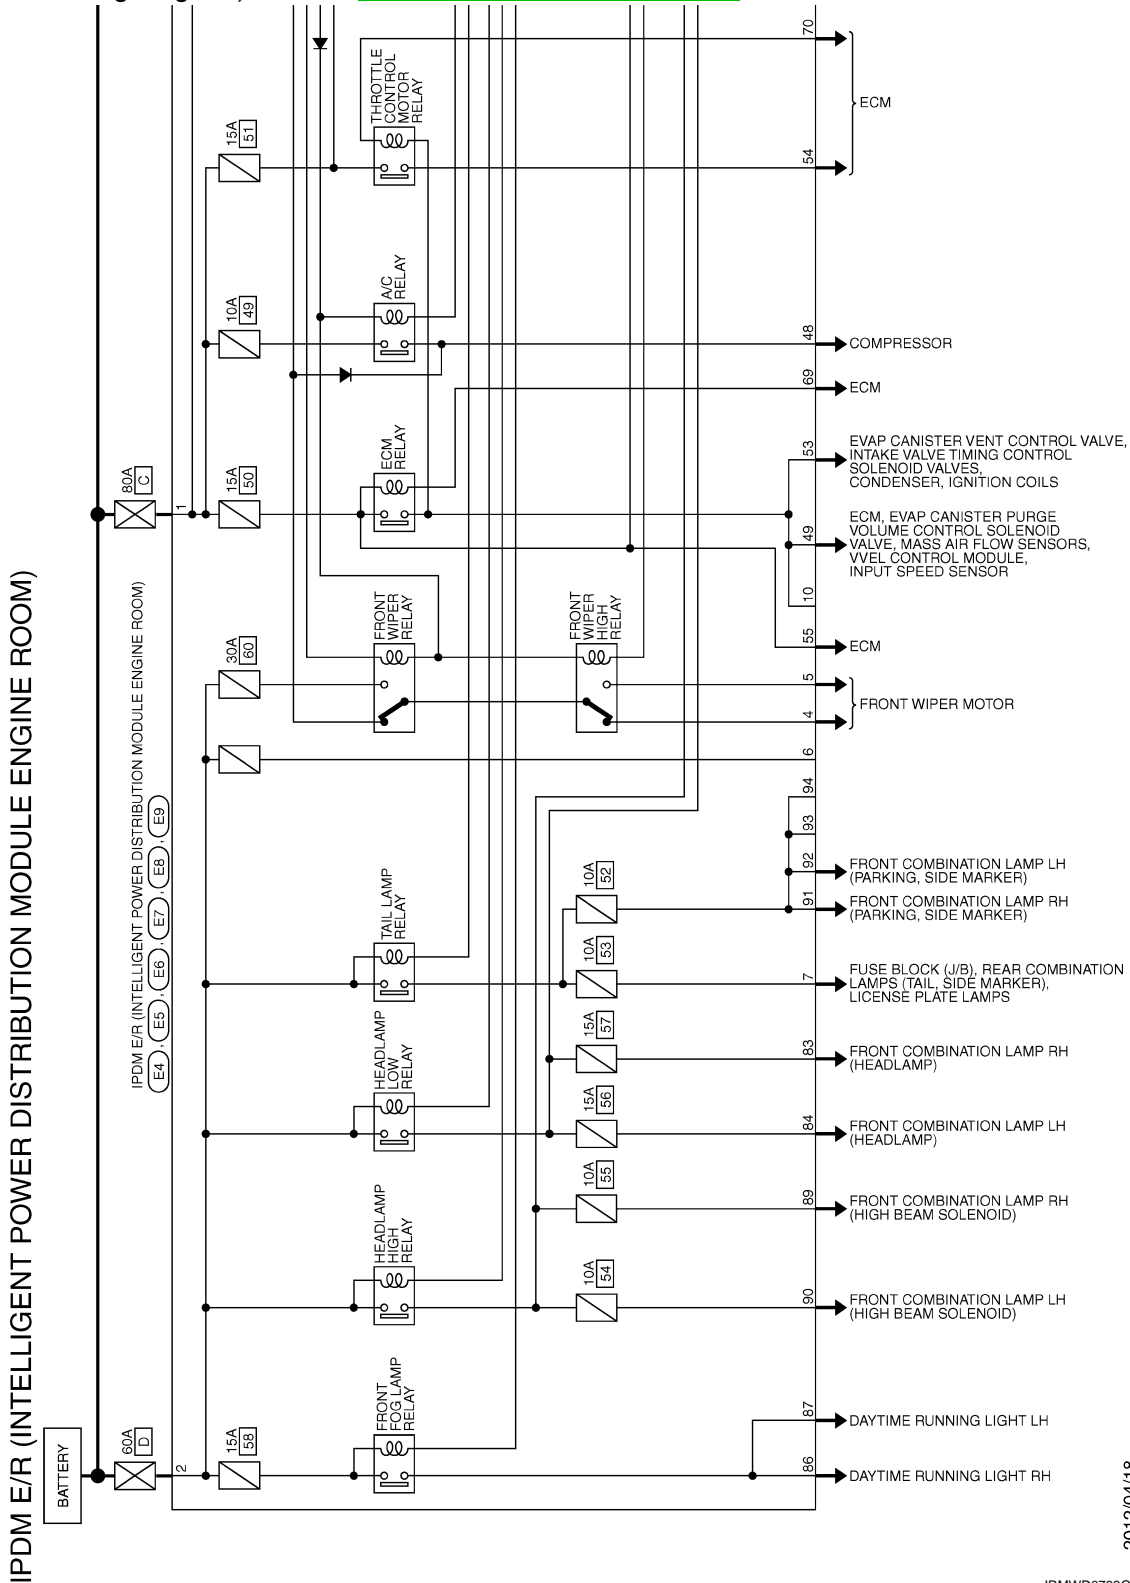 IPDM E/R (INTELLIGENT POWER DISTRIBUTION MODULE ENGINE ROOM)
BATTERY
60A
D
80A
C
2
1
IPDM E/R (INTELLIGENT POWER DISTRIBUTION MODULE ENGINE ROOM)
E4 , E5 , E6 , E7 , E8 , E9
15A
51
THROTTLE
CONTROL
MOTOR
RELAY
70
54
ECM
10A
49
A/C
RELAY
48
COMPRESSOR
69
ECM
15A
50
ECM
RELAY
53
EVAP CANISTER VENT CONTROL VALVE,
INTAKE VALVE TIMING CONTROL
SOLENOID VALVES,
CONDENSER, IGNITION COILS
49
ECM, EVAP CANISTER PURGE
VOLUME CONTROL SOLENOID
VALVE, MASS AIR FLOW SENSORS,
VVEL CONTROL MODULE,
INPUT SPEED SENSOR
10
55
ECM
30A
60
FRONT
WIPER
RELAY
FRONT
WIPER
HIGH
RELAY
5
4
FRONT WIPER MOTOR
6
94
93
10A
52
92
FRONT COMBINATION LAMP LH
(PARKING, SIDE MARKER)
91
FRONT COMBINATION LAMP RH
(PARKING, SIDE MARKER)
TAIL LAMP
RELAY
10A
53
7
FUSE BLOCK (J/B), REAR COMBINATION
LAMPS (TAIL, SIDE MARKER),
LICENSE PLATE LAMPS
15A
57
83
FRONT COMBINATION LAMP RH
(HEADLAMP)
HEADLAMP
LOW
RELAY
15A
56
84
FRONT COMBINATION LAMP LH
(HEADLAMP)
10A
55
89
FRONT COMBINATION LAMP RH
(HIGH BEAM SOLENOID)
HEADLAMP
HIGH
RELAY
10A
54
90
FRONT COMBINATION LAMP LH
(HIGH BEAM SOLENOID)
15A
58
FRONT
FOG LAMP
RELAY
87
DAYTIME RUNNING LIGHT LH
86
DAYTIME RUNNING LIGHT RH